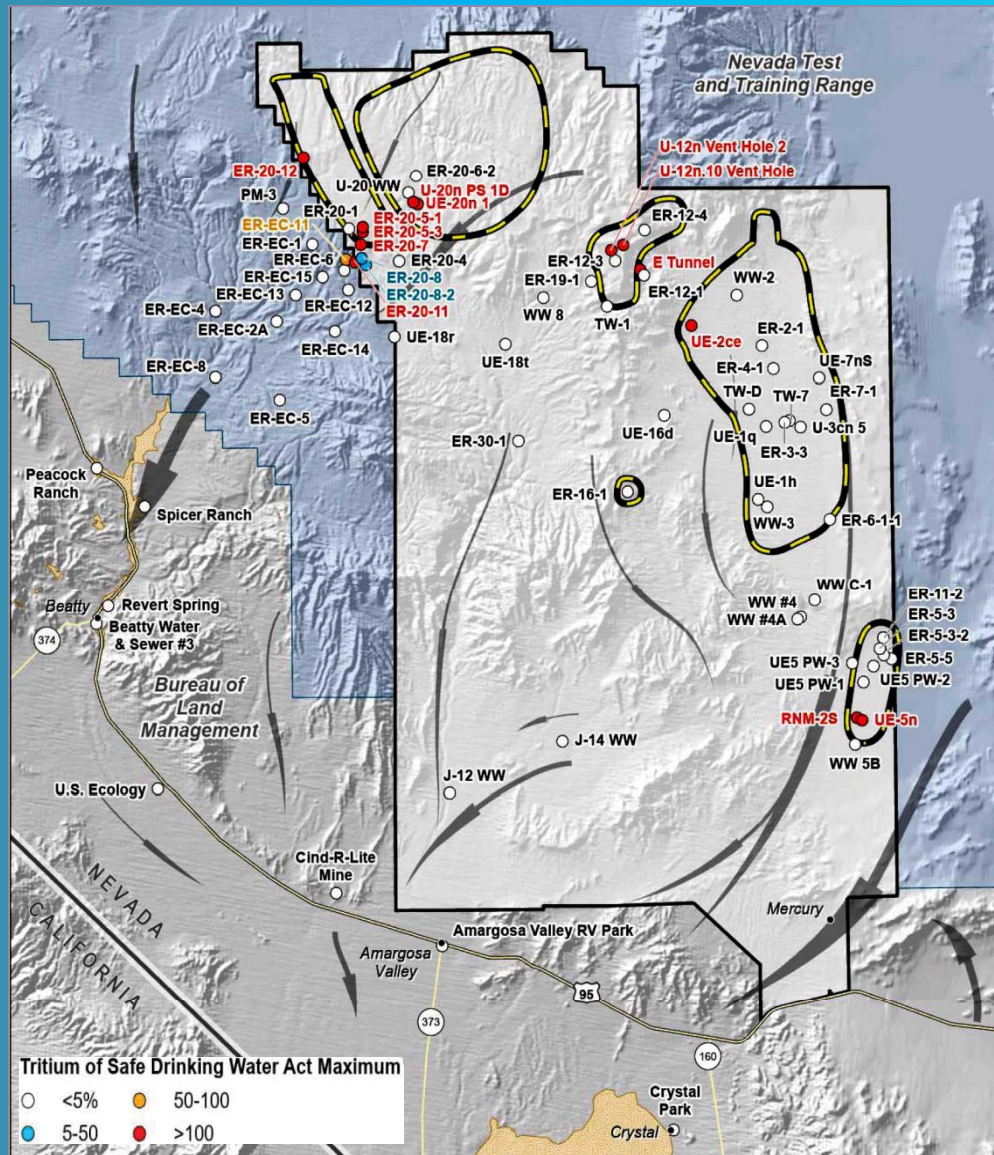 Nevada Test
and Training Range
U-12n Vent Hole 2
U-12n.10 Vent Hole
ER-20-12
ER-20-6-2
U-20 WW
U-20n PS 1D
UE-20n 1
PM-3
ER-20-1
ER-20-5-1
ER-20-5-3
ER-20-7
ER-EC-11
ER-EC-1
ER-EC-6
ER-20-4
ER-20-8
ER-20-8-2
ER-20-11
ER-EC-15
ER-EC-13
ER-EC-12
ER-EC-4
ER-EC-2A
ER-EC-14
ER-EC-8
ER-EC-5
UE-18r
UE-18t
WW 8
ER-12-4
ER-12-3
E Tunnel
ER-19-1
ER-12-1
TW-1
WW-2
UE-2ce
ER-2-1
ER-4-1
UE-7nS
TW-D
TW-7
ER-7-1
UE-1q
U-3cn 5
ER-3-3
UE-16d
ER-30-1
ER-16-1
UE-1h
WW-3
ER-6-1-1
Peacock
Ranch
Spicer Ranch
Beatty
Revert Spring
Beatty Water
& Sewer #3
374
WW C-1
WW #4
WW #4A
ER-11-2
ER-5-3
ER-5-3-2
ER-5-5
UE5 PW-3
UE5 PW-2
UE5 PW-1
RNM-2S
UE-5n
WW 5B
Bureau of
Land
Management
J-14 WW
J-12 WW
U.S. Ecology
Cind-R-Lite
Mine
NEVADA
CALIFORNIA
Mercury
Amargosa Valley RV Park
Amargosa
Valley
95
373
160
Crystal
Park
Crystal
Tritium of Safe Drinking Water Act Maximum
<5%
50-100
5-50
>100